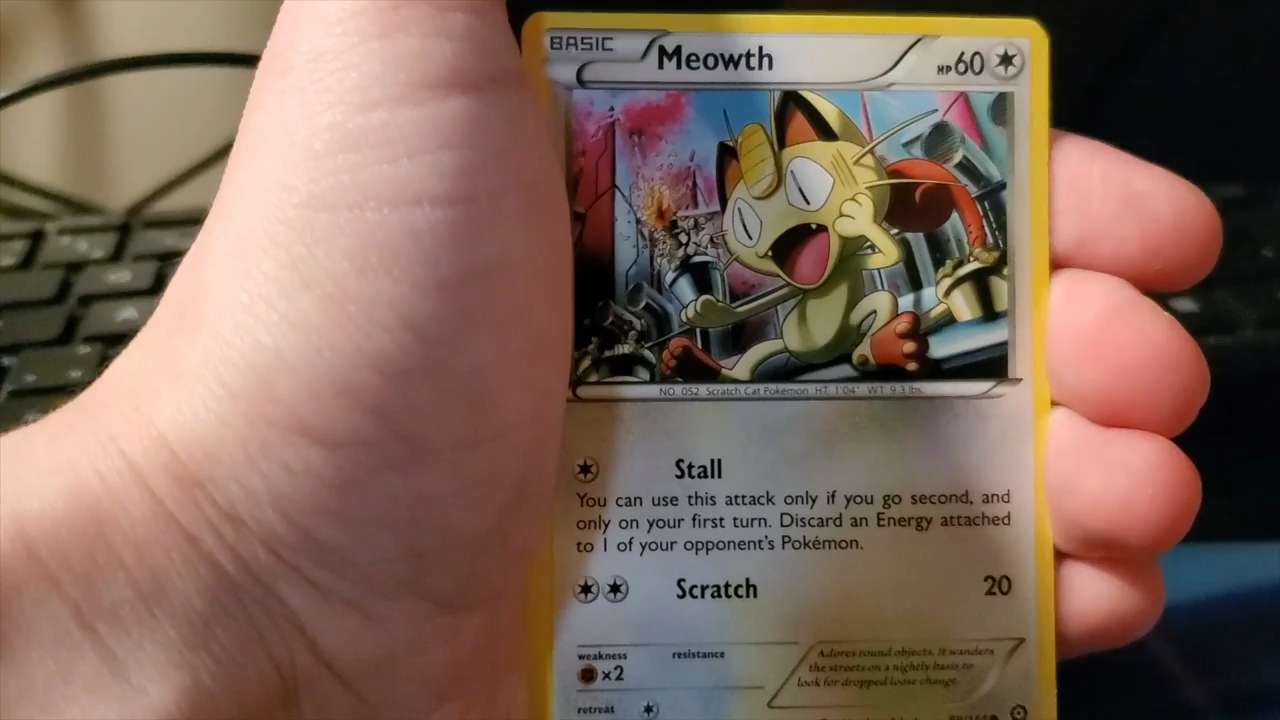 BASIC Meowth HP60
NO. 052 Scratch Cat Pokémon HT: 1'04" WT: 9.3 lbs.
Stall
You can use this attack only if you go second, and
only on your first turn. Discard an Energy attached
to 1 of your opponent's Pokémon.
Scratch 20
weakness resistance
×2
Adores round objects. It wanders
the streets on a nightly basis to
look for dropped loose change.
retreat